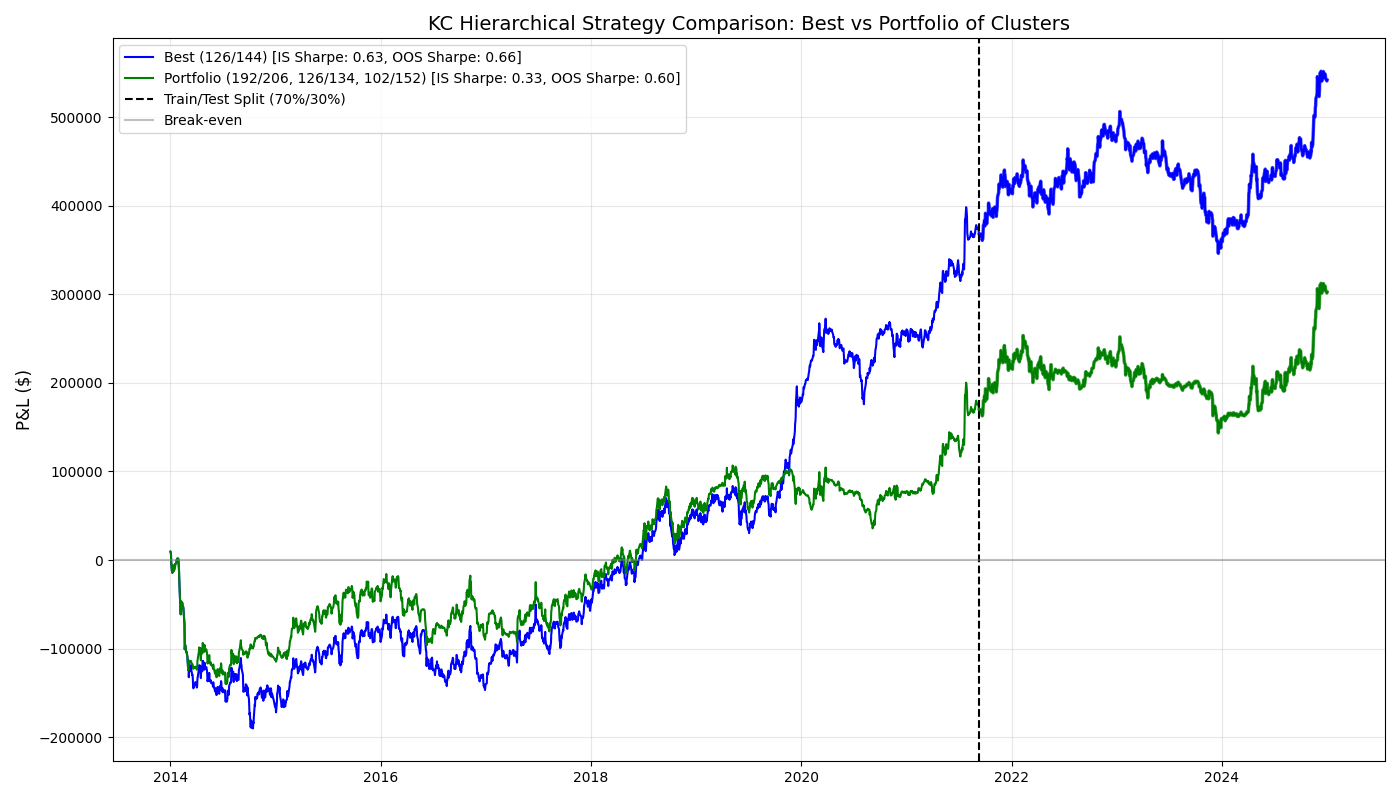 KC Hierarchical Strategy Comparison: Best vs Portfolio of Clusters
Best (126/144) [IS Sharpe: 0.63, OOS Sharpe: 0.66]
Portfolio (192/206, 126/134, 102/152) [IS Sharpe: 0.33, OOS Sharpe: 0.60]
Train/Test Split (70%/30%)
Break-even
P&L ($)
500000
400000
300000
200000
100000
0
−100000
−200000
2014 2016 2018 2020 2022 2024